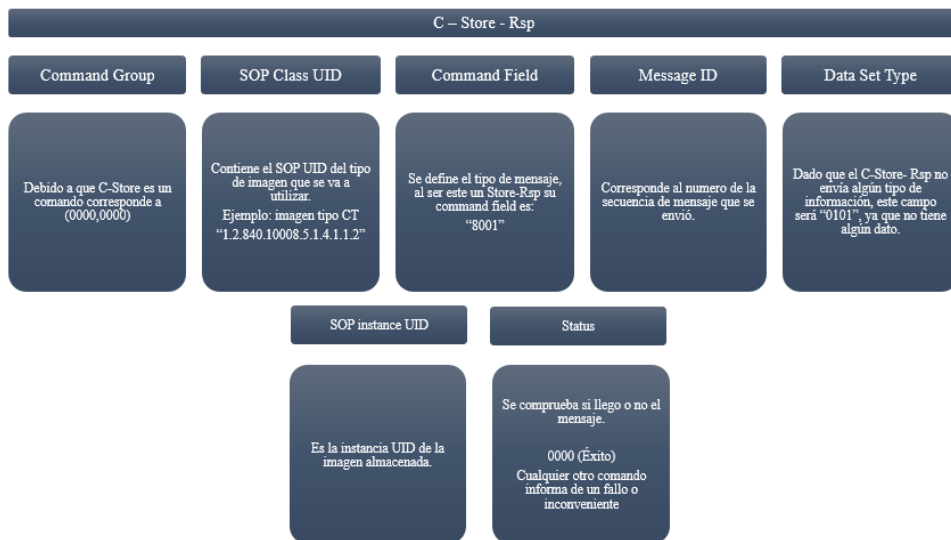 C – Store - Rsp
Command Group
SOP Class UID
Command Field
Message ID
Data Set Type
Debido a que C-Store es un
comando corresponde a
(0000,0000)
Contiene el SOP UID del tipo
de imagen que se va a
utilizar.
Ejemplo: imagen tipo CT
“1.2.840.10008.5.1.4.1.1.2”
Se define el tipo de mensaje,
al ser este un Store-Rsp su
command field es:
“8001”
Corresponde al numero de la
secuencia de mensaje que se
envió.
Dado que el C-Store- Rsp no
envía algún tipo de
información, este campo
será “0101”, ya que no tiene
algún dato.
SOP instance UID
Status
Es la instancia UID de la
imagen almacenada.
Se comprueba si llego o no el
mensaje.
0000 (Éxito)
Cualquier otro comando
informa de un fallo o
inconveniente